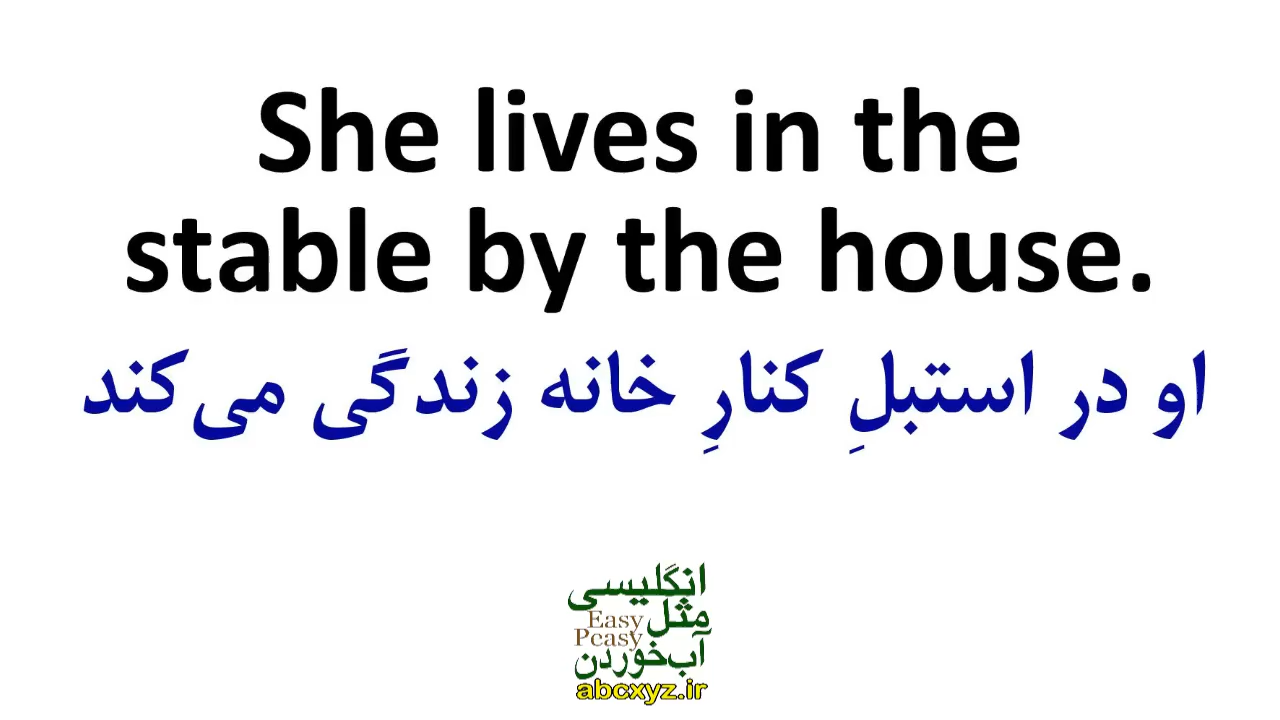 She lives in the
stable by the house.
او در استبلِ کنارِ خانه زندگی می‌کند
انگلیسی
مثل
Easy
Pcasy
آب‌خوردن
abcxyz.ir